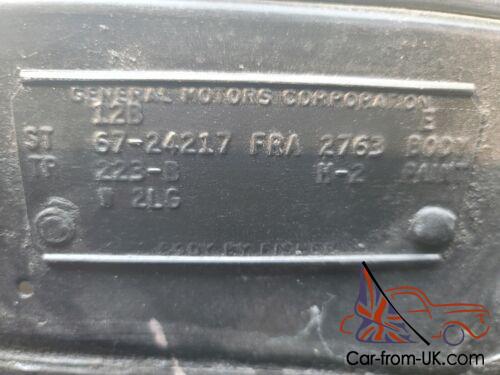 GENERAL MOTORS CORPORATION
12B E
ST 67-24217 FRA 2763 BODY
TR 223-B M-2 PAINT
W 2LG
BODY BY FISHER
Car-from-UK.com